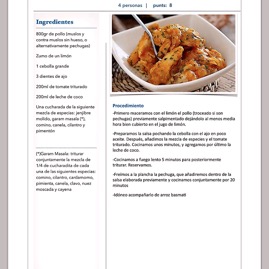 4 personas | punto: 8
Ingredientes
800gr de pollo (muslos y
contra muslos sin hueso, o
alternativamente pechugas)
Zumo de un limón
1 cebolla grande
3 dientes de ajo
200ml de tomate triturado
200ml de leche de coco
Una cucharada de la siguiente
mezcla de especias: Jenjibre
molido, garam masala (*),
comino, canela, cilantro y
pimentón
(*)Garam Masala: triturar
conjuntamente la mezcla de
1/4 de cucharadita de cada
una de las siguientes especias:
comino, cilantro, cardamomo,
pimienta, canela, clavo, nuez
moscada y cayena
Procedimiento
-Primero maceramos con el limón el pollo (troceado si son
pechugas) previamente salpimentado dejándolo al menos media
hora bien cubierto en el jugo de limón.
-Preparamos la salsa pochando la cebolla con el ajo en poco
aceite. Después, añadimos la mezcla de especias y el tomate
triturado. Cocinamos unos minutos, y agregamos por último la
leche de coco.
-Cocinamos a fuego lento 5 minutos para posteriormente
triturar. Reservamos.
-Freímos a la plancha la pechuga, que añadiremos dentro de la
salsa elaborada previamente y cocinamos conjuntamente por 20
minutos
-Idóneo acompañarlo de arroz basmati